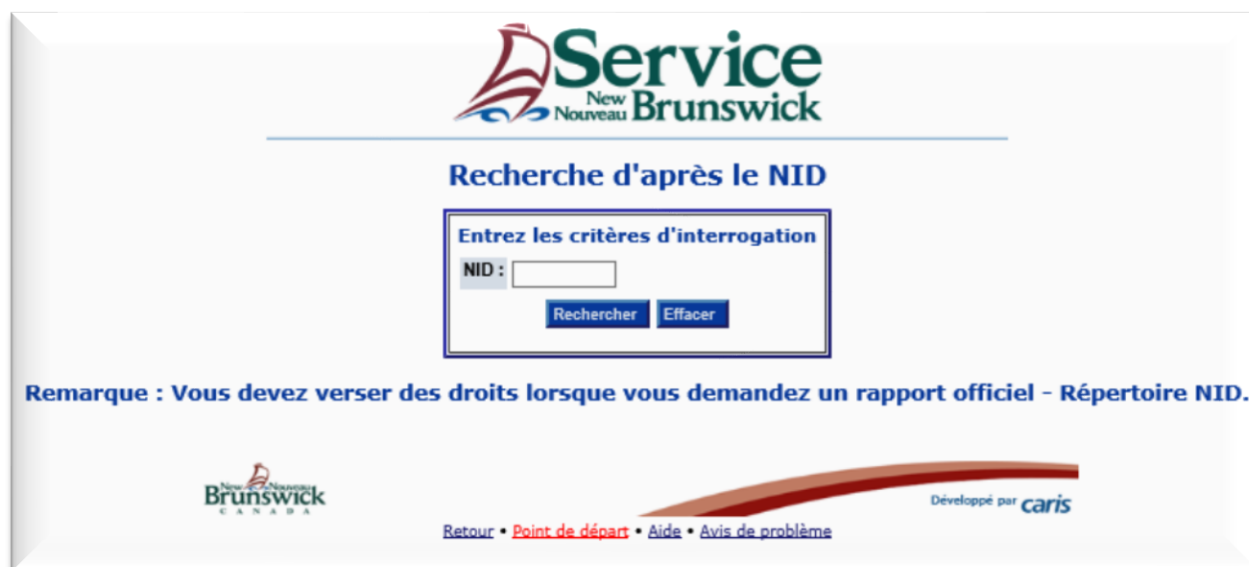 Service
New
Nouveau Brunswick
Recherche d'après le NID
Entrez les critères d'interrogation
NID :
Rechercher Effacer
Remarque : Vous devez verser des droits lorsque vous demandez un rapport officiel - Répertoire NID.
New Nouveau
Brunswick
CANADA
Développé par caris
Retour • Point de départ • Aide • Avis de problème